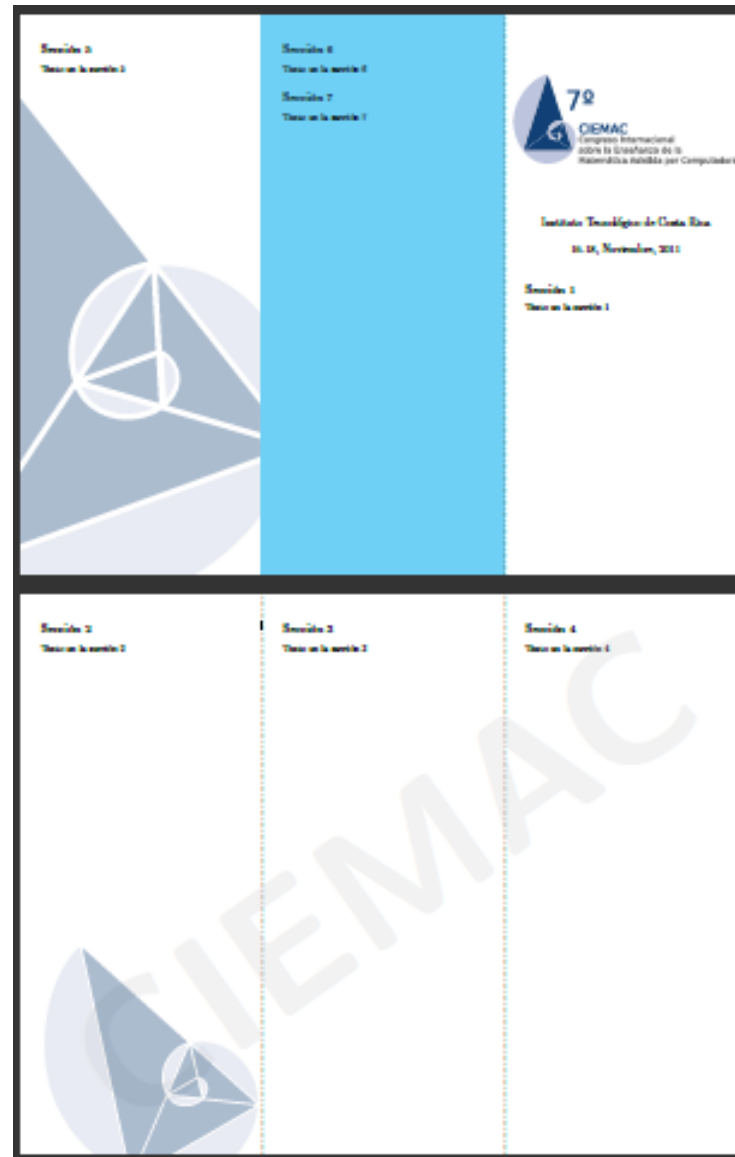 Sección 5
Texto en la sección 5
Sección 6
Texto en la sección 6
Sección 7
Texto en la sección 7
7º
CIEMAC
Congreso Internacional
sobre la Enseñanza de la
Matemática Asistida por Computadora
Instituto Tecnológico de Costa Rica
16-18, Noviembre, 2011
Sección 1
Texto en la sección 1
Sección 2
Texto en la sección 2
Sección 3
Texto en la sección 3
Sección 4
Texto en la sección 4
CIEMAC